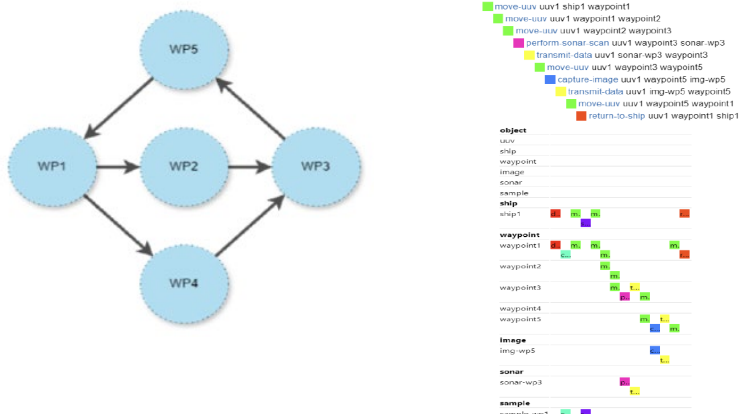 WP5
WP1
WP2
WP3
WP4
move-uuv uuv1 ship1 waypoint1
move-uuv uuv1 waypoint1 waypoint2
move-uuv uuv1 waypoint2 waypoint3
perform-sonar-scan uuv1 waypoint3 sonar-wp3
transmit-data uuv1 sonar-wp3 waypoint3
move-uuv uuv1 waypoint3 waypoint5
capture-image uuv1 waypoint5 img-wp5
transmit-data uuv1 img-wp5 waypoint5
move-uuv uuv1 waypoint5 waypoint1
return-to-ship uuv1 waypoint1 ship1
object
uuv
ship
waypoint
image
sonar
sample
ship
ship1 d.. m.. m.. r...
r..
waypoint
waypoint1 d.. m.. m.. m.
c... m. r...
waypoint2 m.
m.
waypoint3 m. t...
p.. m.
waypoint4
waypoint5 m. t...
c... m.
image
img-wp5 c...
t...
sonar
sonar-wp3 p..
t...
sample